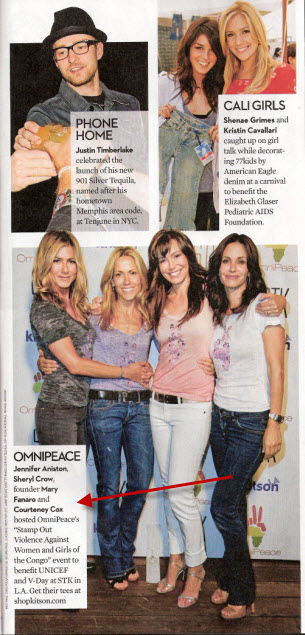 PHONE
HOME
Justin Timberlake
celebrated the
launch of his new
901 Silver Tequila,
named after his
hometown
Memphis area code,
at Tenjune in NYC.
CALI GIRLS
Shenae Grimes and
Kristin Cavallari
caught up on girl
talk while decorat-
ing 77kids by
American Eagle
denim at a carnival
to benefit the
Elizabeth Glaser
Pediatric AIDS
Foundation.
OmniPeace
OMNIPEACE
Jennifer Aniston,
Sheryl Crow,
founder Mary
Fanaro and
Courteney Cox
hosted OmniPeace's
"Stamp Out
Violence Against
Women and Girls of
the Congo" event to
benefit UNICEF
and V-Day at STK in
L.A. Get their tees at
shopkitson.com
kitson
OmniPeace